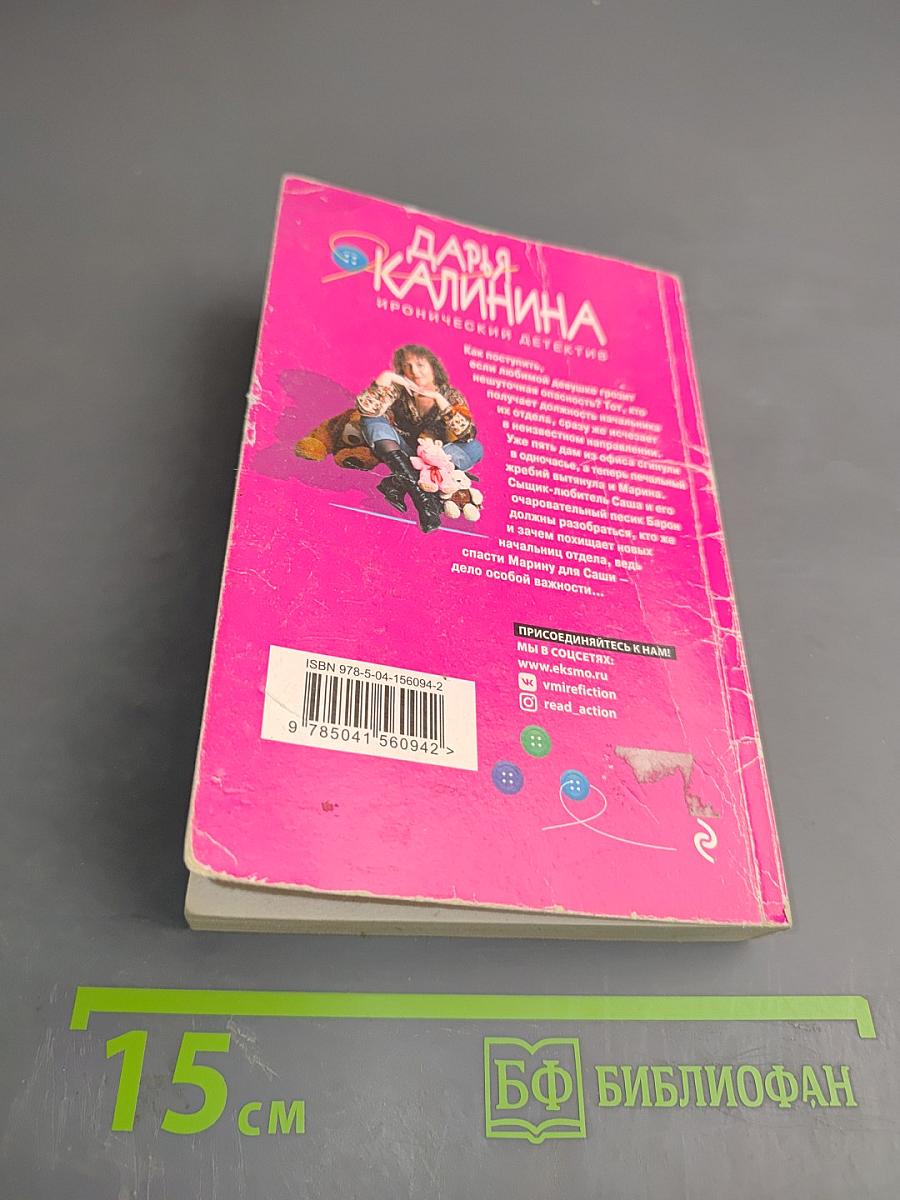 ДАРЬЯ
КАЛИНИНА
ИРОНИЧЕСКИЙ ДЕТЕКТИВ
Как поступить,
если любимой девушке грозит
нешуточная опасность? Тот, кто
получает должность начальника
их отдела, сразу же исчезает
в неизвестном направлении.
Уже пять дам из офиса сгинули
в одночасье, а теперь печальный
жребий вытянула и Марина.
Сыщик-любитель Саша и его
очаровательный песик Барон
должны разобраться, кто же
и зачем похищает новых
начальниц отдела, ведь
спасти Марину для Саши –
дело особой важности...
ПРИСОЕДИНЯЙТЕСЬ К НАМ!
МЫ В СОЦСЕТЯХ:
www.eksmo.ru
vmirefiction
read_action
ISBN 978-5-04-156094-2
9 785041 560942 >
15 см
БФ БИБЛИОФАН